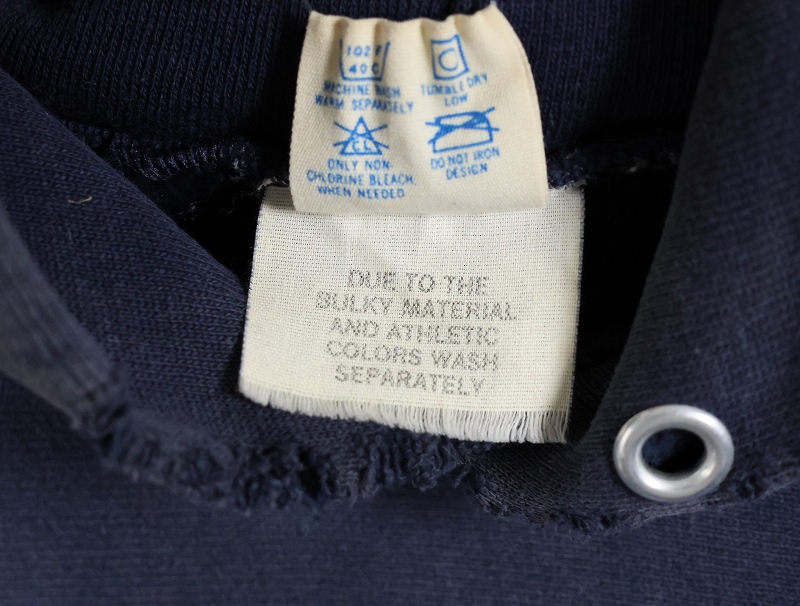 102 F
40 C
MACHINE WASH
WARM SEPARATELY
C
TUMBLE DRY
LOW
CL
ONLY NON-
CHLORINE BLEACH
WHEN NEEDED
DO NOT IRON
DESIGN
DUE TO THE
BULKY MATERIAL
AND ATHLETIC
COLORS WASH
SEPARATELY